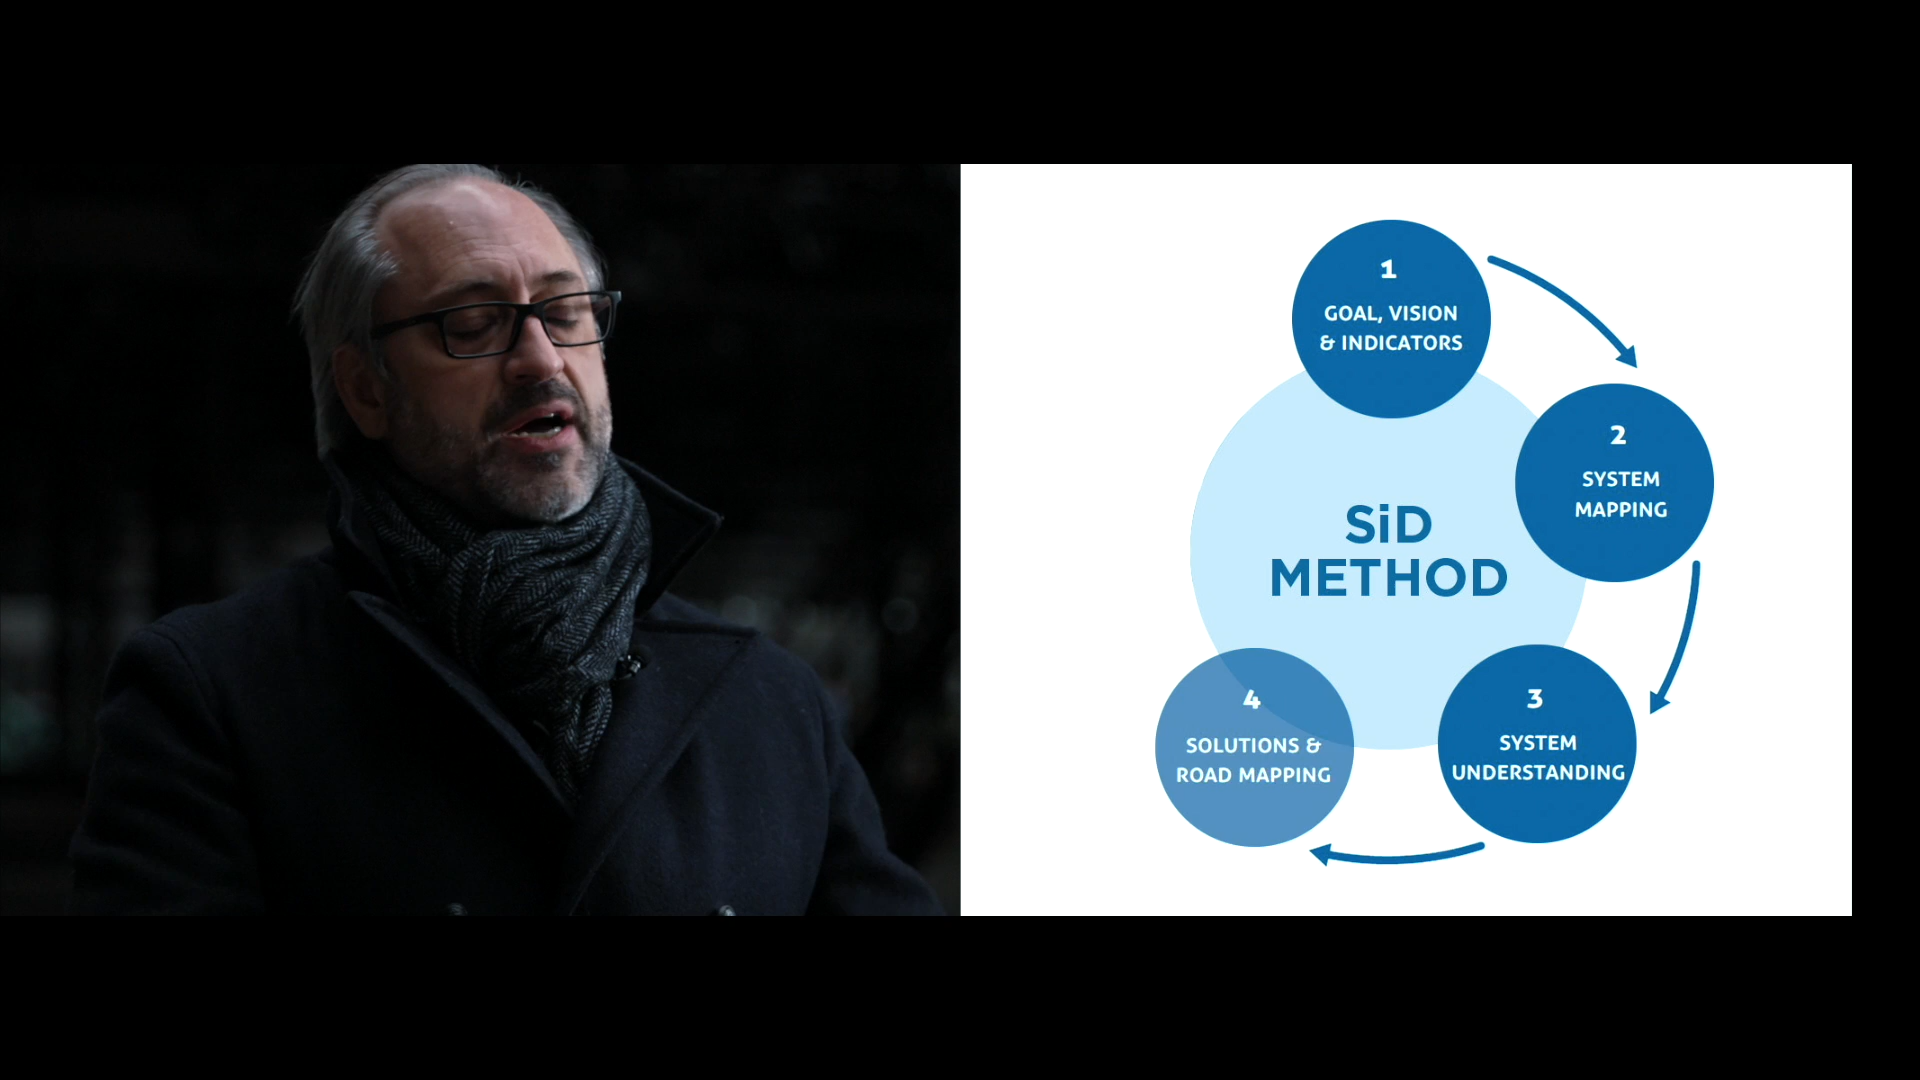 1
GOAL, VISION
& INDICATORS
2
SYSTEM
MAPPING
SiD
METHOD
3
SYSTEM
UNDERSTANDING
4
SOLUTIONS &
ROAD MAPPING